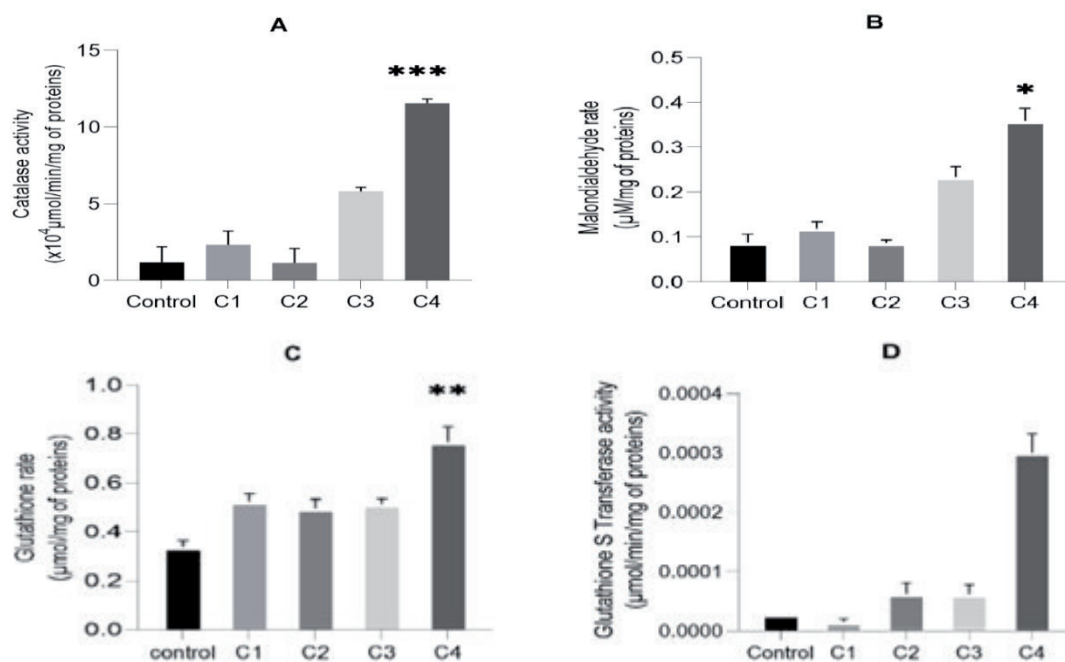 A
Catalase activity
(x10⁴µmol/min/mg of proteins)
15
10
5
0
***
Control C1 C2 C3 C4
B
Malondialdehyde rate
(µM/mg of proteins)
0.5
0.4
0.3
0.2
0.1
0.0
*
Control C1 C2 C3 C4
C
Glutathione rate
(µmol/mg of proteins)
1.0
0.8
0.6
0.4
0.2
0.0
**
control C1 C2 C3 C4
D
Glutathione S Transferase activity
(µmol/min/mg of proteins)
0.0004
0.0003
0.0002
0.0001
0.0000
Control C1 C2 C3 C4